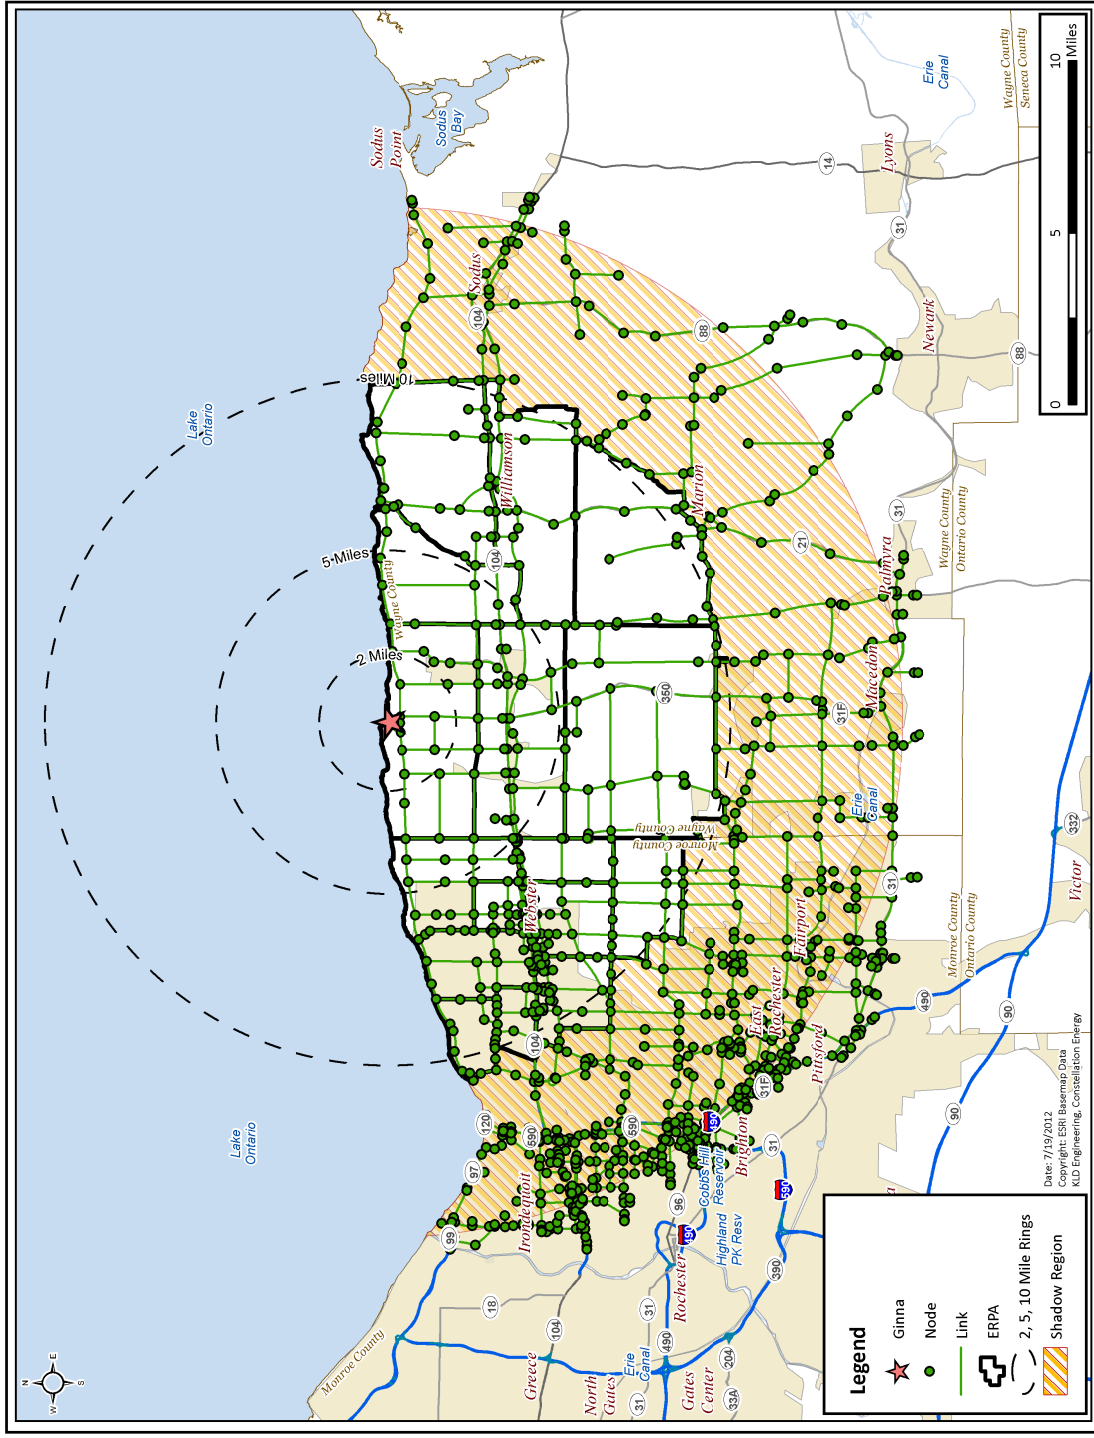 Lake
Ontario
Lake
Ontario
10 Miles
5 Miles
2 Miles
Wayne County
Sodus
Point
Sodus
Bay
Sodus
104
Williamson
104
Webster
104
Irondequoit
120
97
99
590
590
Monroe County
Greece
North
Gates
Gates
Center
Erie
Canal
Rochester
Brighton
Cobbs Hill
Reservoir
Highland
PK Resv
East
Rochester
Pittsford
Fairport
Macedon
Palmyra
Marion
Newark
Lyons
Victor
Erie
Canal
Erie
Canal
Monroe County
Wayne County
Wayne County
Seneca County
Wayne County
Ontario County
Monroe County
Ontario County
14
31
88
88
31
21
350
31F
31
332
490
90
90
31F
490
31
590
96
490
390
18
104
31
490
31
204
33A
N
E
S
W
0
5
10
Miles
Legend
Ginna
Node
Link
ERPA
2, 5, 10 Mile Rings
Shadow Region
Date: 7/19/2012
Copyright: ESRI Basemap Data
KLD Engineering, Constellation Energy